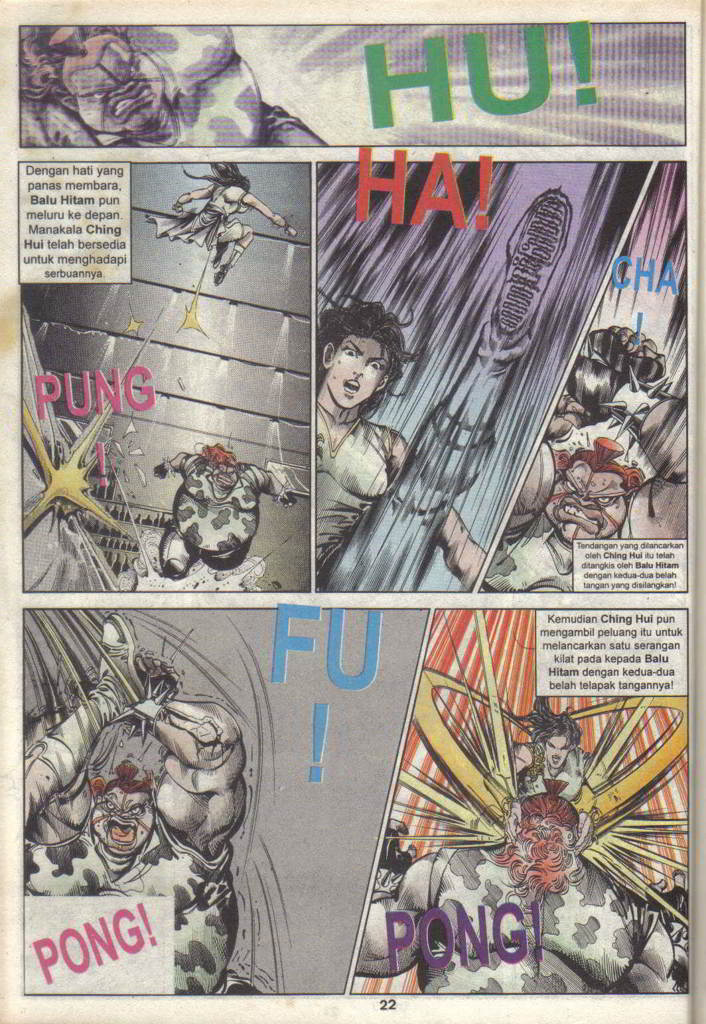 HU!
Dengan hati yang
panas membara,
Balu Hitam pun
meluru ke depan.
Manakala Ching
Hui telah bersedia
untuk menghadapi
serbuannya.
PUNG
!
HA!
CHA
!
Tendangan yang dilancarkan
oleh Ching Hui itu telah
ditangkis oleh Balu Hitam
dengan kedua-dua belah
tangan yang disilangkan!
FU
!
PONG!
Kemudian Ching Hui pun
mengambil peluang itu untuk
melancarkan satu serangan
kilat pada kepada Balu
Hitam dengan kedua-dua
belah telapak tangannya!
PONG!
22